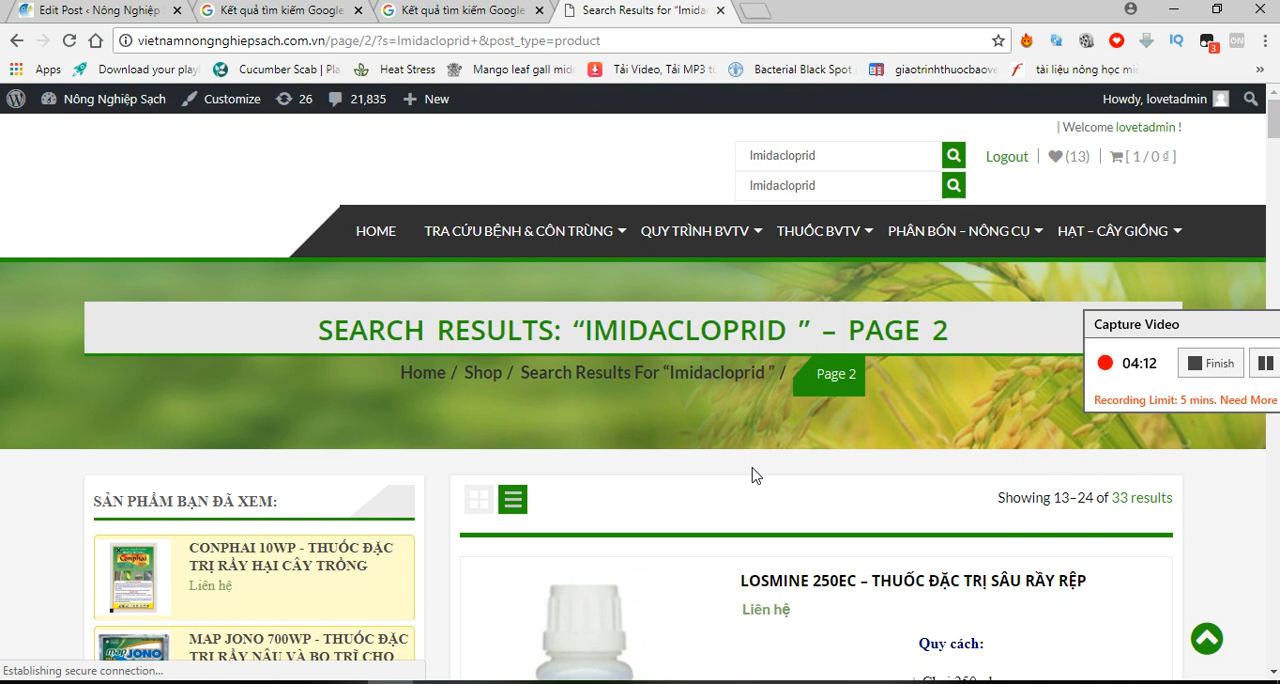 Edit Post ‹ Nông Nghiệp
Kết quả tìm kiếm Google
Kết quả tìm kiếm Google
Search Results for “Imida
vietnamnongnghiepsach.com.vn/page/2/?s=Imidacloprid+&post_type=product
3
IQ
ON
Apps
Download your play
Cucumber Scab | Pla
Heat Stress
Mango leaf gall mid
Tải Video, Tải MP3 t
Bacterial Black Spot
giaotrinhthuocbaove
tài liệu nông học mi
»
Nông Nghiệp Sạch
Customize
26
21,835
New
Howdy, lovetadmin
| Welcome lovetadmin !
Imidacloprid
Logout | (13) | [ 1 / 0 ₫ ]
Imidacloprid
HOME
TRA CỨU BỆNH & CÔN TRÙNG
QUY TRÌNH BVTV
THUỐC BVTV
PHÂN BÓN – NÔNG CỤ
HẠT – CÂY GIỐNG
SEARCH RESULTS: “IMIDACLOPRID ” – PAGE 2
Home / Shop / Search Results For “Imidacloprid ” / Page 2
Capture Video
04:12
Finish
Recording Limit: 5 mins. Need More
SẢN PHẨM BẠN ĐÃ XEM:
CONPHAI 10WP - THUỐC ĐẶC
TRỊ RẦY HẠI CÂY TRỒNG
Liên hệ
MAP JONO 700WP - THUỐC ĐẶC
TRỊ RẦY NÂU VÀ BỌ TRĨ CHO
Showing 13–24 of 33 results
LOSMINE 250EC – THUỐC ĐẶC TRỊ SÂU RẦY RỆP
Liên hệ
Quy cách:
Establishing secure connection...